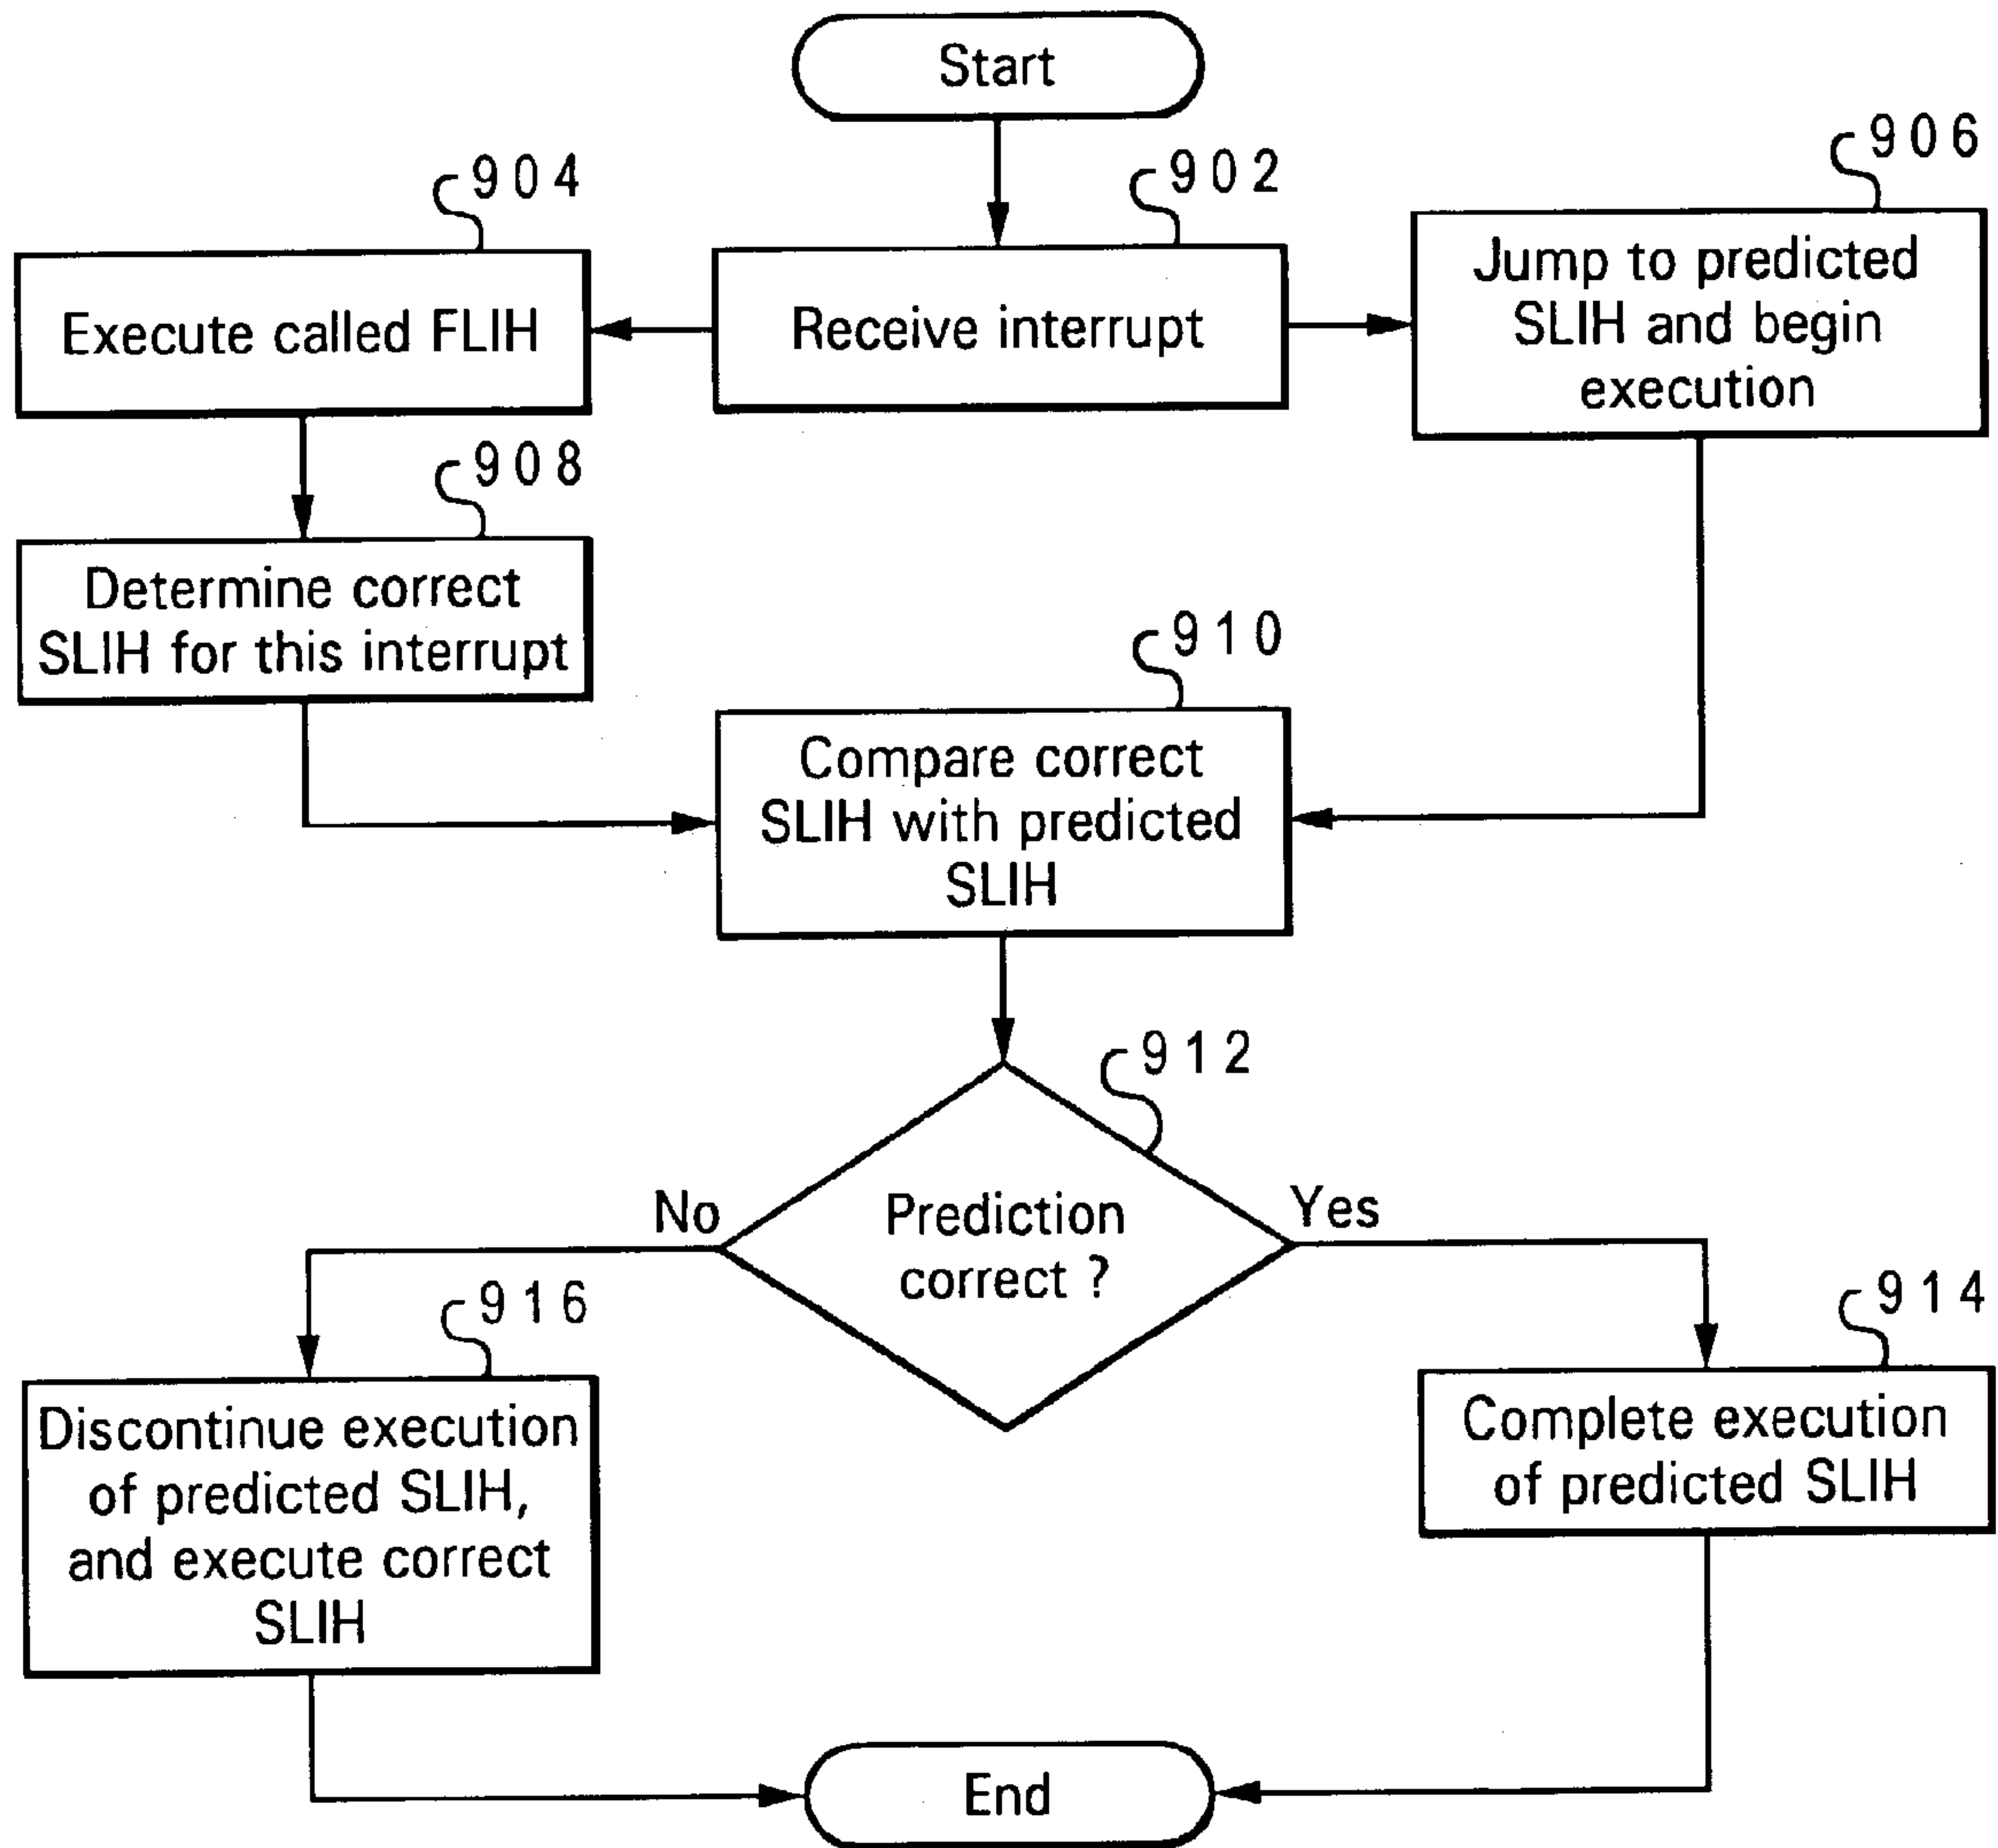 Start
904
902
906
Execute called FLIH
Receive interrupt
Jump to predicted
SLIH and begin
execution
908
Determine correct
SLIH for this interrupt
910
Compare correct
SLIH with predicted
SLIH
912
No
Prediction
correct ?
Yes
916
914
Discontinue execution
of predicted SLIH,
and execute correct
SLIH
Complete execution
of predicted SLIH
End